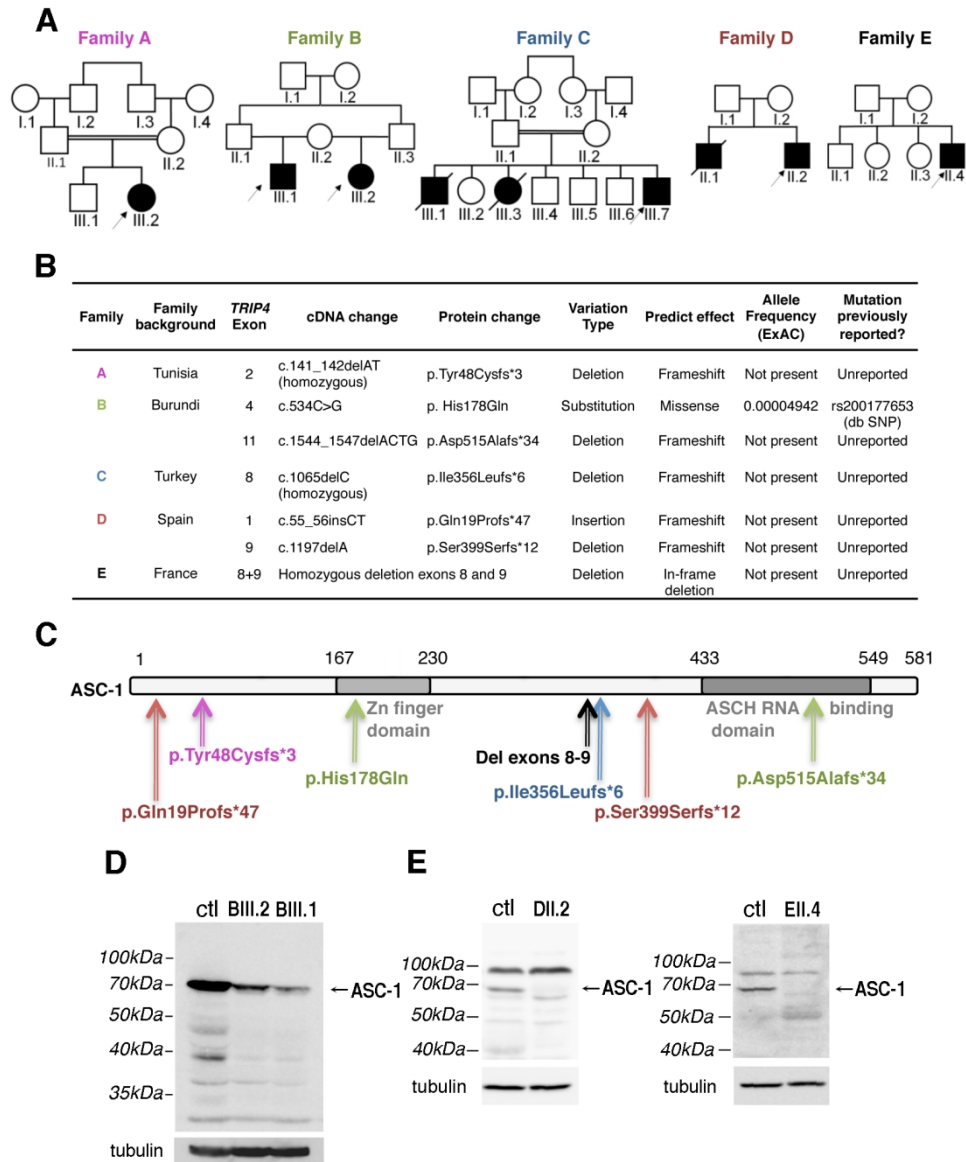 A
Family A Family B Family C Family D Family E
I.1 I.2 I.3 I.4
II.1 II.2
III.1 III.2
I.1 I.2
II.1 II.2 II.3
III.1 III.2
I.1 I.2 I.3 I.4
II.1 II.2
III.1 III.2 III.3 III.4 III.5 III.6 III.7
I.1 I.2
II.1 II.2
I.1 I.2
II.1 II.2 II.3 II.4
B
Family Family background TRIP4 Exon cDNA change Protein change Variation Type Predict effect Allele Frequency (ExAC) Mutation previously reported?
A Tunisia 2 c.141_142delAT (homozygous) p.Tyr48Cysfs*3 Deletion Frameshift Not present Unreported
B Burundi 4 c.534C>G p. His178Gln Substitution Missense 0.00004942 rs200177653 (db SNP)
11 c.1544_1547delACTG p.Asp515Alafs*34 Deletion Frameshift Not present Unreported
C Turkey 8 c.1065delC (homozygous) p.Ile356Leufs*6 Deletion Frameshift Not present Unreported
D Spain 1 c.55_56insCT p.Gln19Profs*47 Insertion Frameshift Not present Unreported
9 c.1197delA p.Ser399Serfs*12 Deletion Frameshift Not present Unreported
E France 8+9 Homozygous deletion exons 8 and 9 Deletion In-frame deletion Not present Unreported
C
1 167 230 433 549 581
ASC-1
Zn finger domain
ASCH RNA binding domain
p.Tyr48Cysfs*3
p.His178Gln
Del exons 8-9
p.Asp515Alafs*34
p.Ile356Leufs*6
p.Gln19Profs*47
p.Ser399Serfs*12
D
ctl BIII.2 BIII.1
100kDa
70kDa
←ASC-1
50kDa
40kDa
35kDa
tubulin
E
ctl DII.2
100kDa
70kDa
←ASC-1
50kDa
40kDa
tubulin
ctl EII.4
100kDa
70kDa
←ASC-1
50kDa
40kDa
tubulin